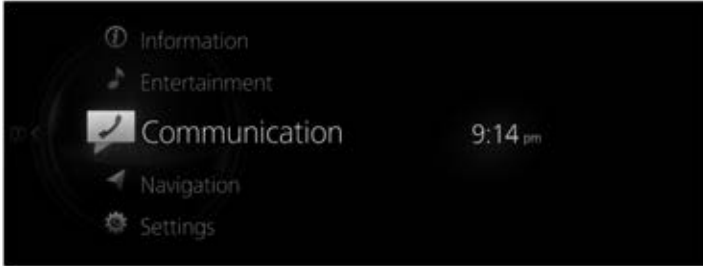 Information
Entertainment
Communication
9:14 pm
Navigation
Settings